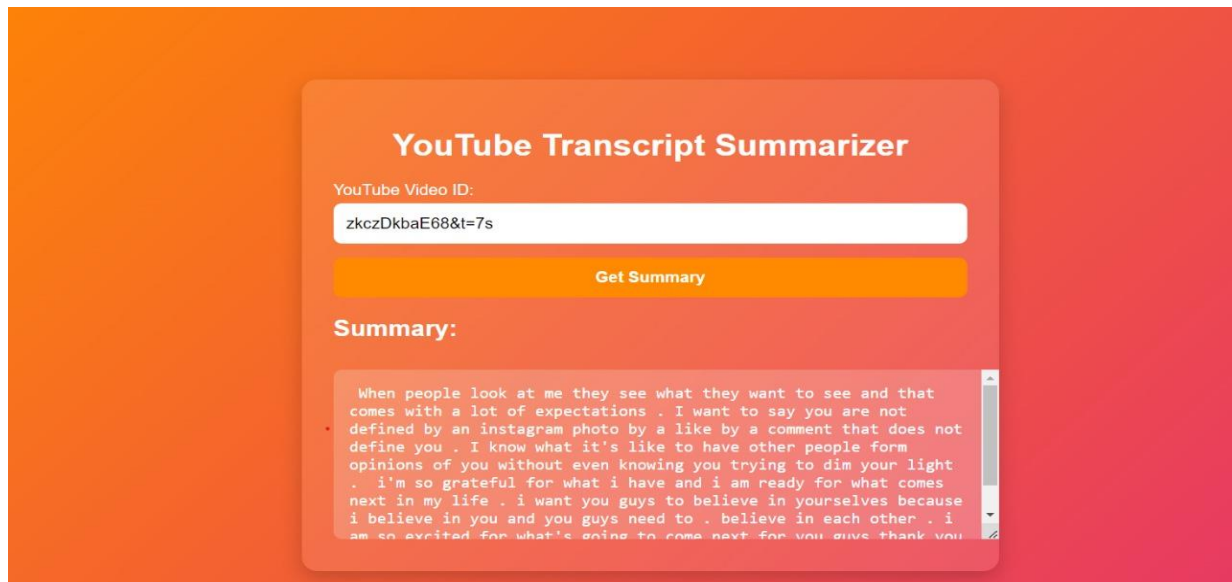 YouTube Transcript Summarizer
YouTube Video ID:
zkczDkbaE68&t=7s
Get Summary
Summary:
When people look at me they see what they want to see and that
comes with a lot of expectations . I want to say you are not
defined by an instagram photo by a like by a comment that does not
define you . I know what it's like to have other people form
opinions of you without even knowing you trying to dim your light
.  i'm so grateful for what i have and i am ready for what comes
next in my life . i want you guys to believe in yourselves because
i believe in you and you guys need to . believe in each other . i
am so excited for what's going to come next for you guys thank you